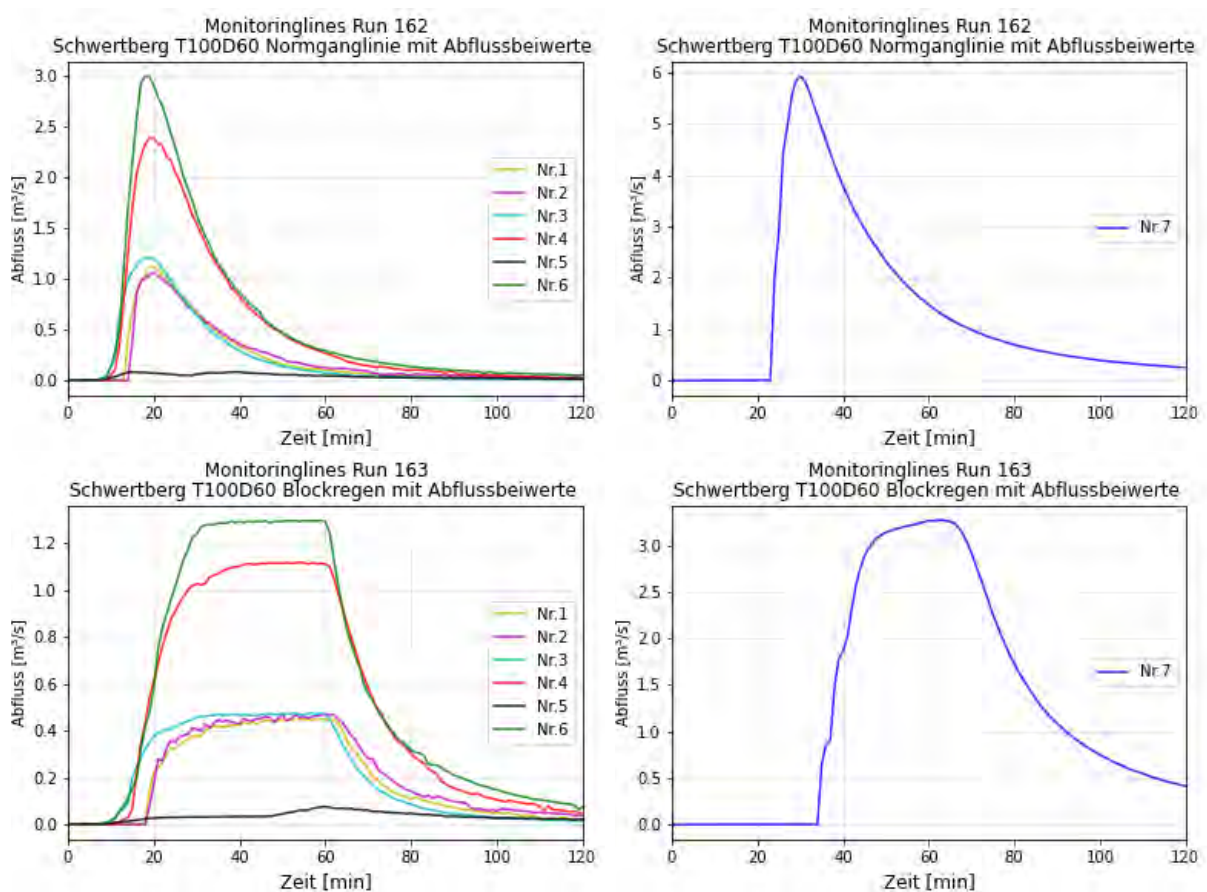 Monitoringlines Run 162
Schwertberg T100D60 Normganglinie mit Abflussbeiwerte
Abfluss [m³/s]
3.0
2.5
2.0
1.5
1.0
0.5
0.0
Nr.1
Nr.2
Nr.3
Nr.4
Nr.5
Nr.6
0 20 40 60 80 100 120
Zeit [min]
Monitoringlines Run 162
Schwertberg T100D60 Normganglinie mit Abflussbeiwerte
Abfluss [m³/s]
6
5
4
3
2
1
0
Nr.7
0 20 40 60 80 100 120
Zeit [min]
Monitoringlines Run 163
Schwertberg T100D60 Blockregen mit Abflussbeiwerte
Abfluss [m³/s]
1.2
1.0
0.8
0.6
0.4
0.2
0.0
Nr.1
Nr.2
Nr.3
Nr.4
Nr.5
Nr.6
0 20 40 60 80 100 120
Zeit [min]
Monitoringlines Run 163
Schwertberg T100D60 Blockregen mit Abflussbeiwerte
Abfluss [m³/s]
3.0
2.5
2.0
1.5
1.0
0.5
0.0
Nr.7
0 20 40 60 80 100 120
Zeit [min]